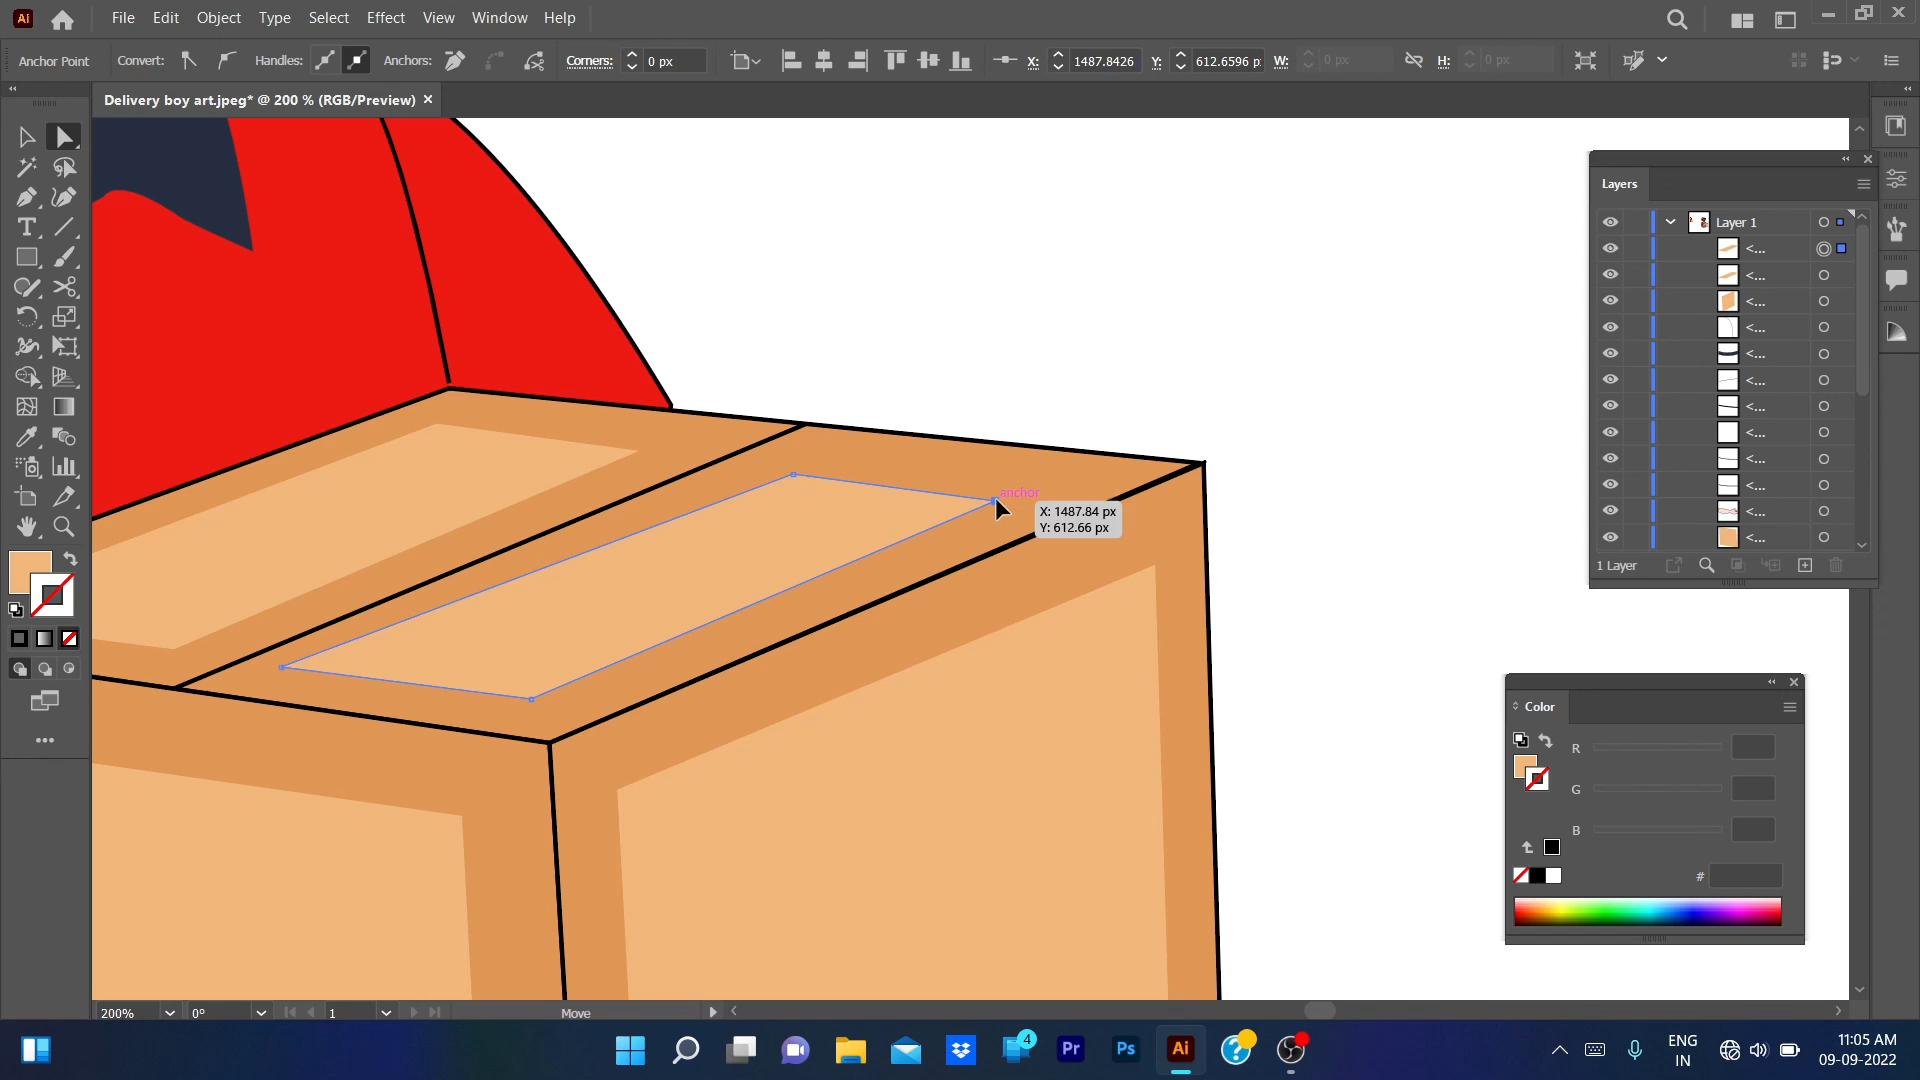 Ai File Edit Object Type Select Effect View Window Help
Anchor Point Convert: Handles: Anchors: Corners: 0 px X: 1487.8426 Y: 612.6596 p W: 0 px H: 0 px
Delivery boy art.jpeg* @ 200 % (RGB/Preview) ×
Layers
Layer 1
<...
<...
<...
<...
<...
<...
<...
<...
<...
<...
<...
<...
1 Layer
anchor
X: 1487.84 px
Y: 612.66 px
Color
R
G
B
#
200% 0° 1 Move
4 Pr Ps Ai
ENG
IN
11:05 AM
09-09-2022